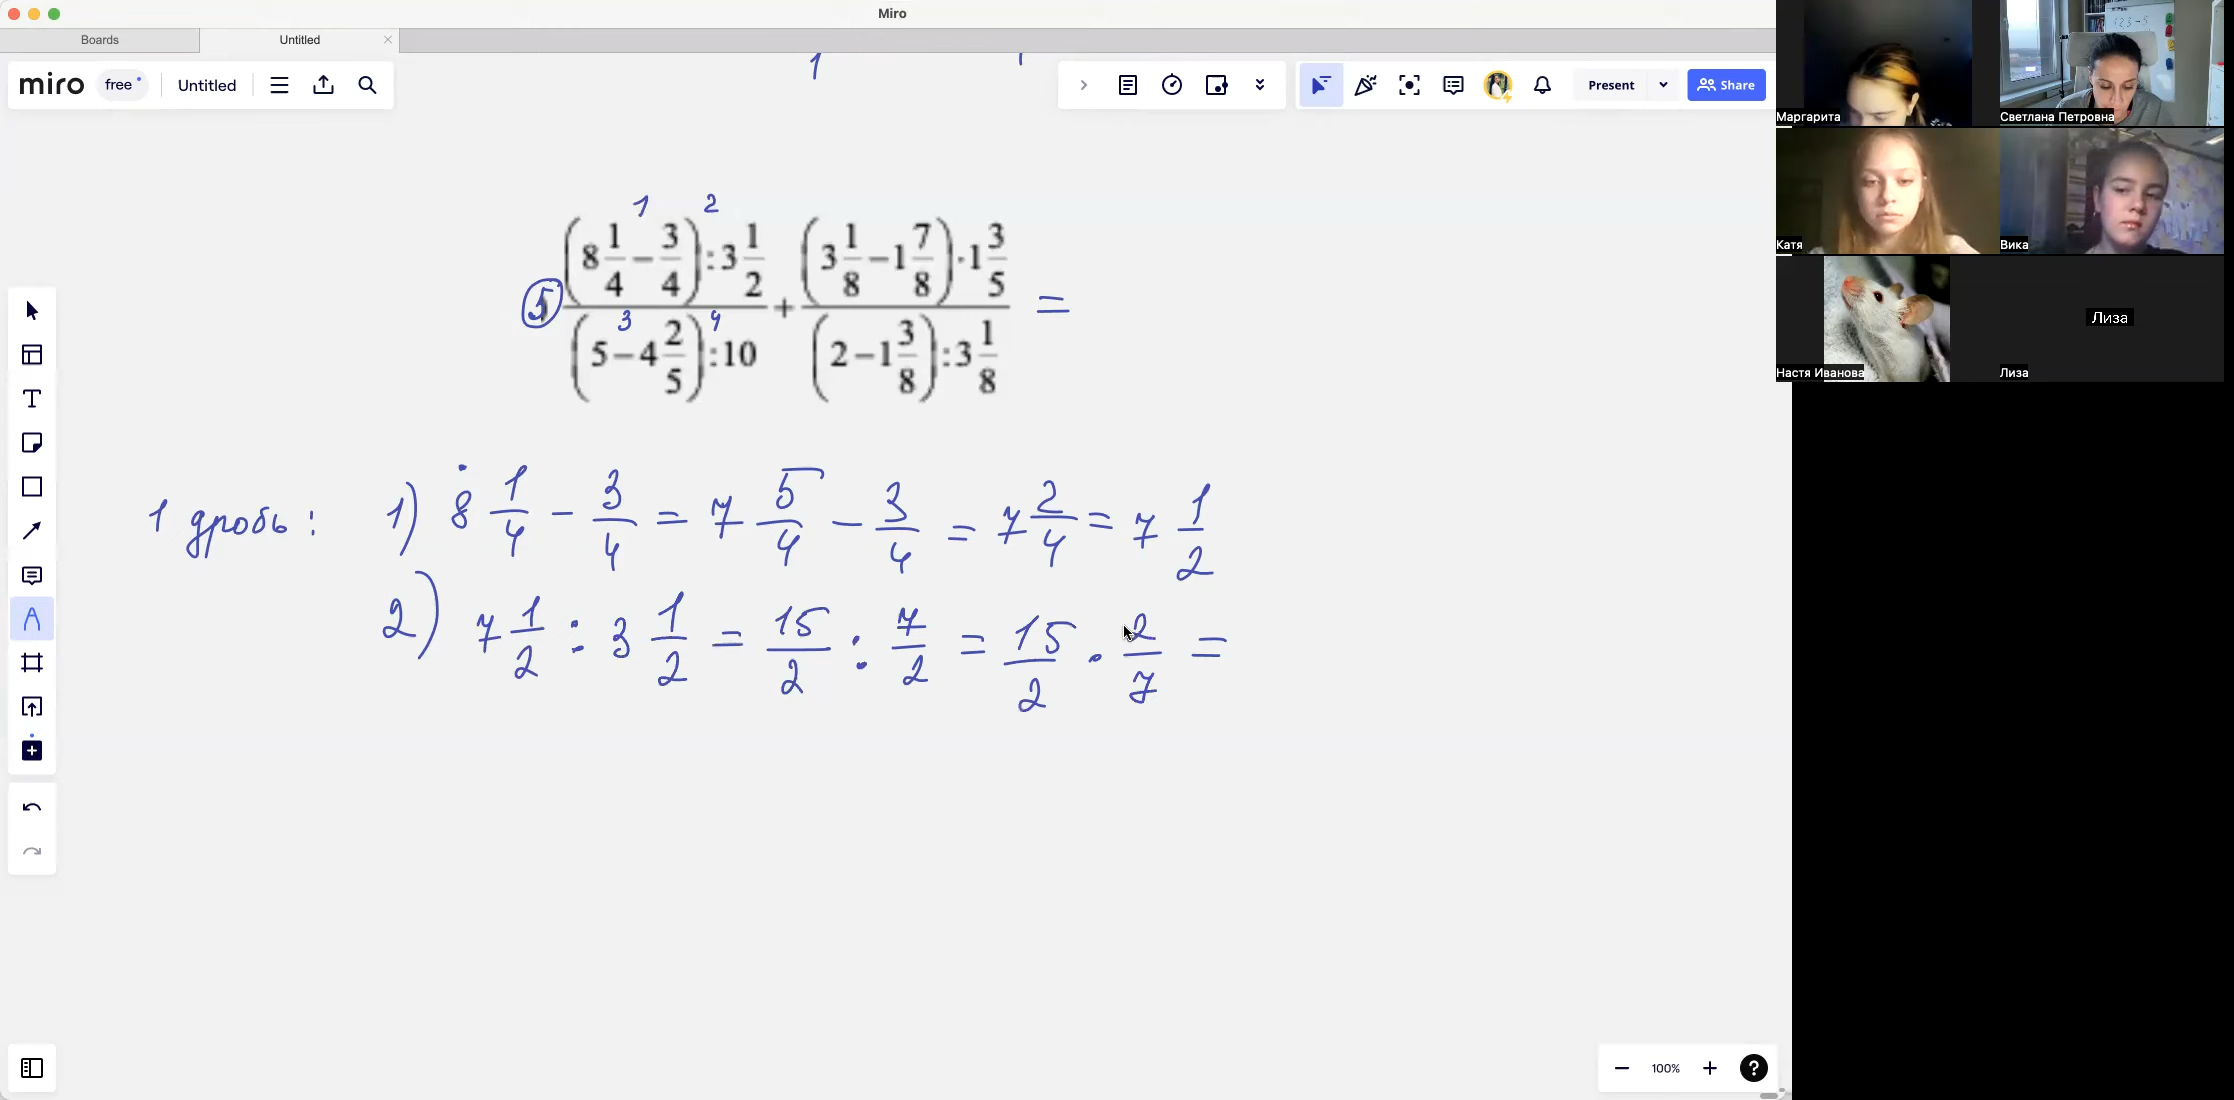 Miro
Boards
Untitled
miro free Untitled
Present
Share
1 2
(8 1/4 − 3/4) : 3 1/2 (3 1/8 − 1 7/8) · 1 3/5
5 + =
3 4
(5 − 4 2/5) : 10 (2 − 1 3/8) : 3 1/8
1 дробь: 1) 8 1/4 − 3/4 = 7 5/4 − 3/4 = 7 2/4 = 7 1/2
2) 7 1/2 : 3 1/2 = 15/2 : 7/2 = 15/2 · 2/7 =
100%
Маргарита
Светлана Петровна
Катя
Вика
Настя Иванова
Лиза
Лиза